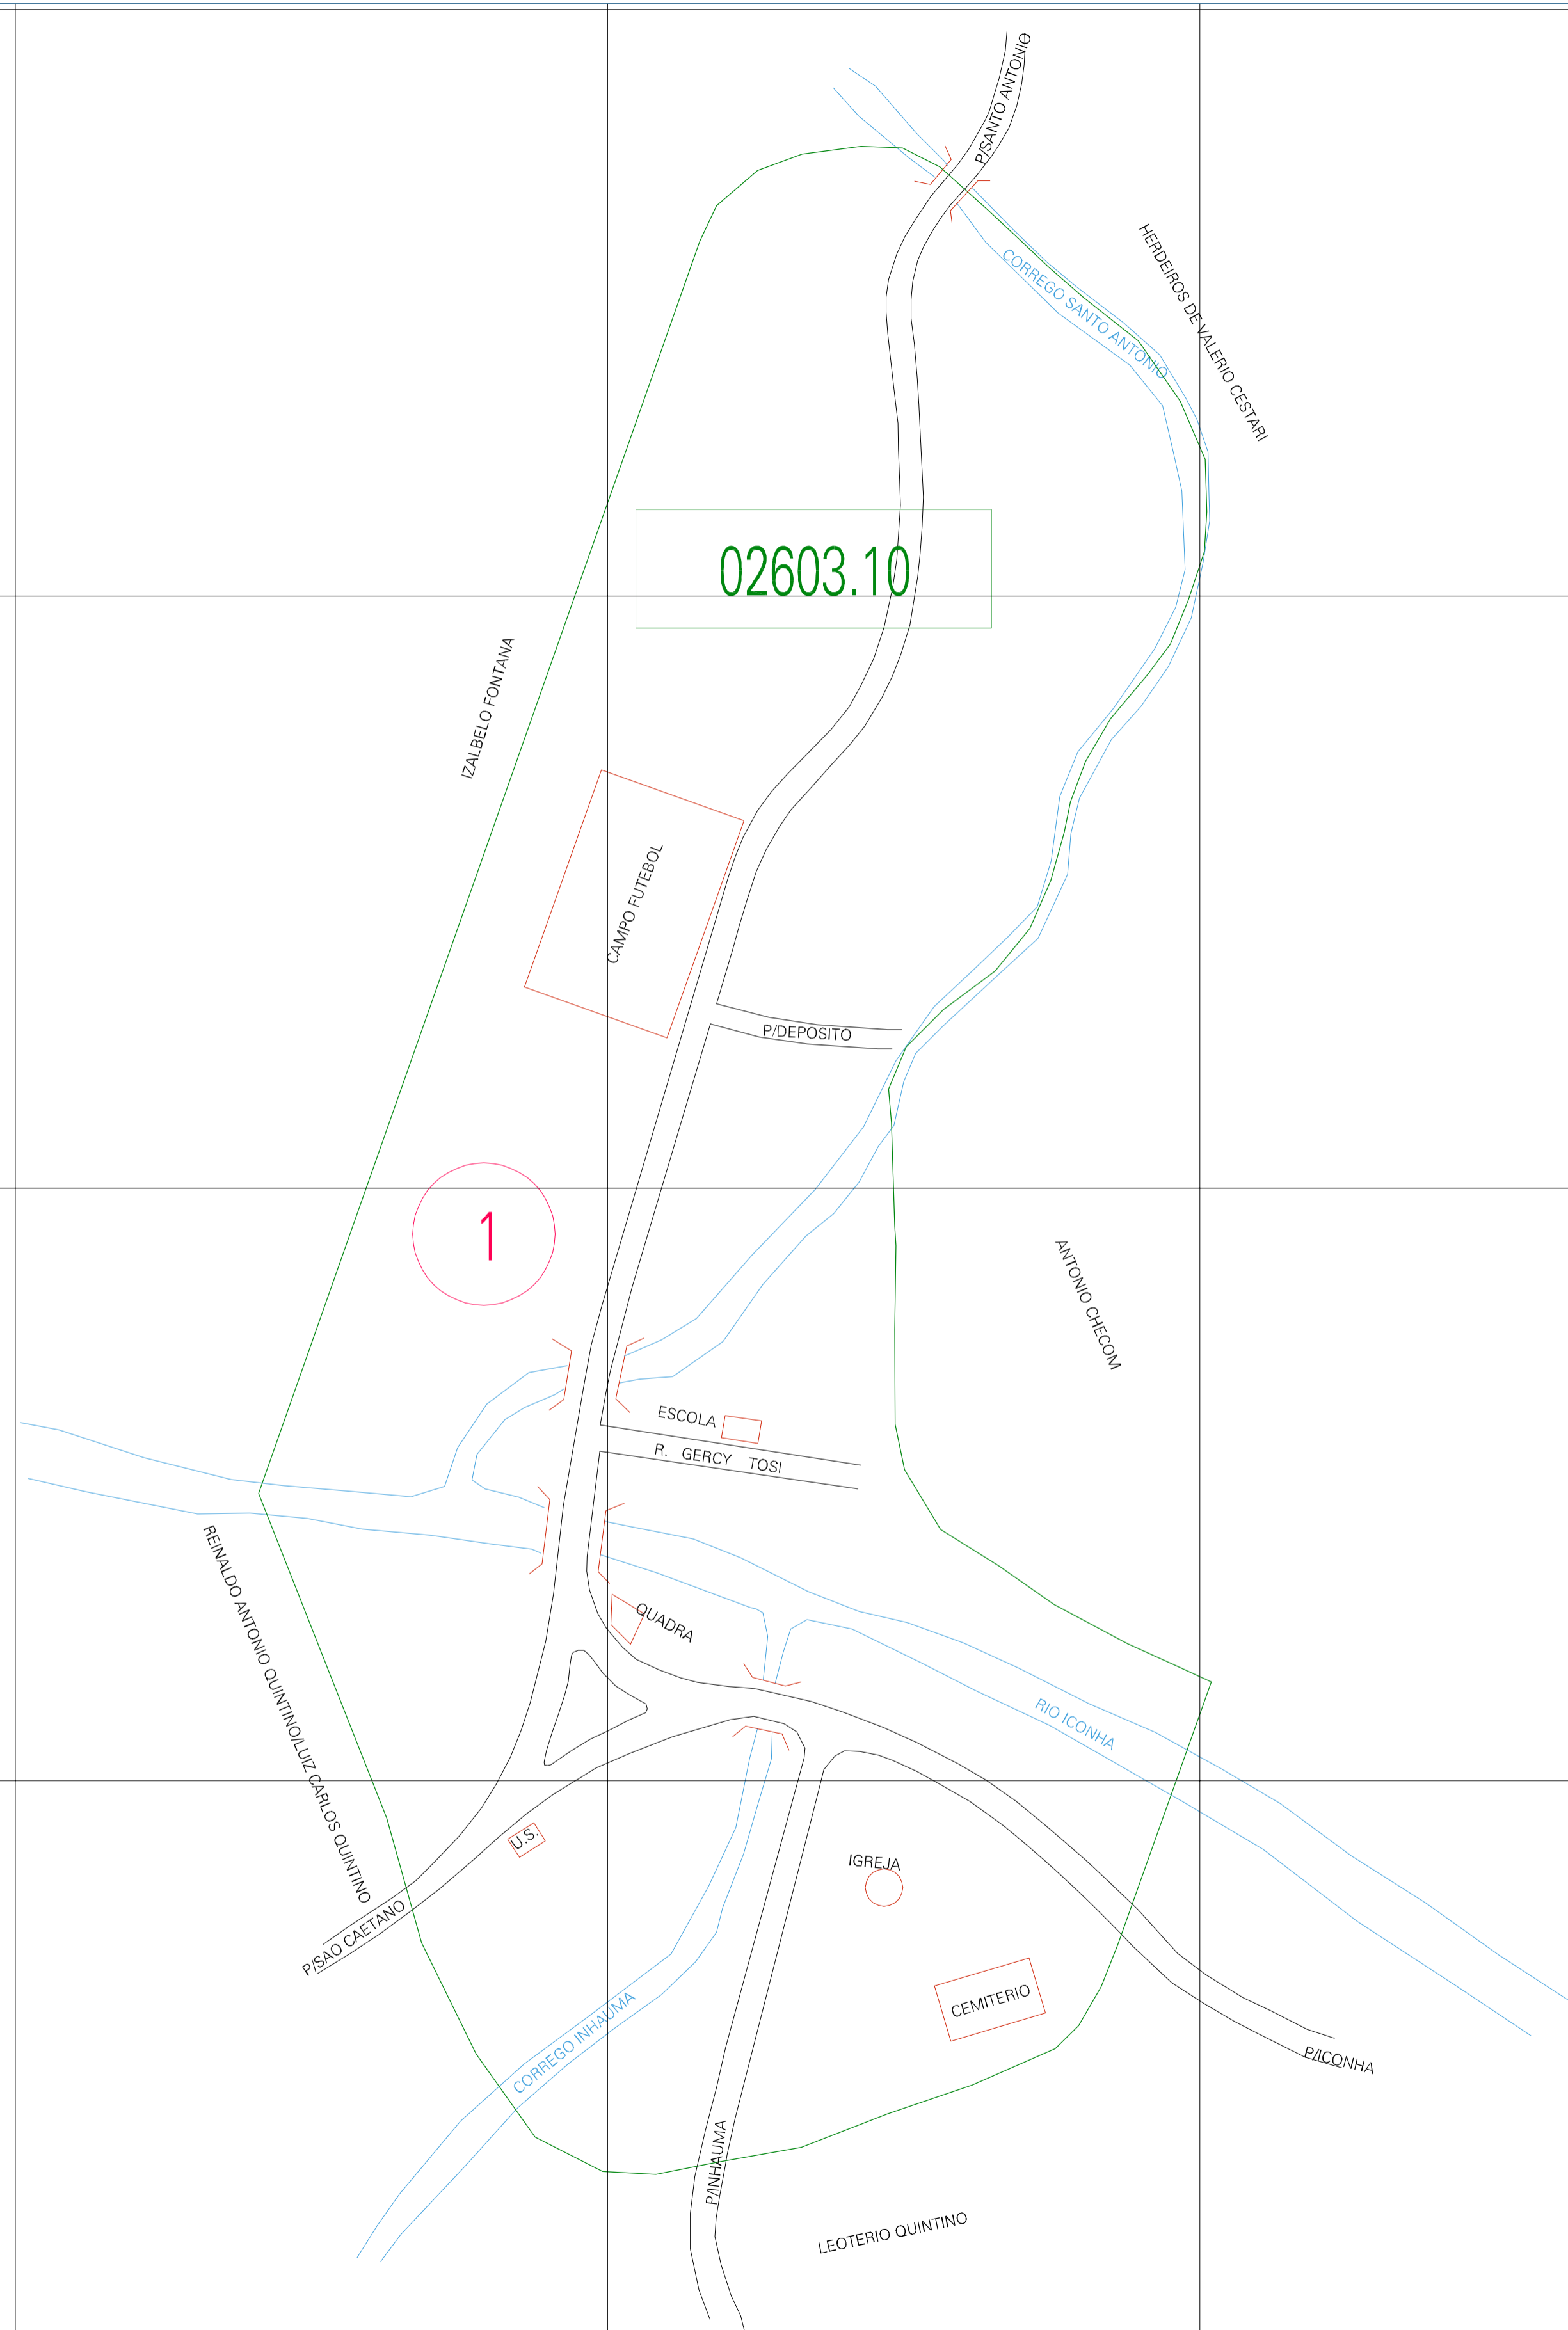 P/SANTO ANTONIO
HERDEIROS DE VALERIO CESTARI
CORREGO SANTO ANTONIO
02603.10
IZALBELO FONTANA
CAMPO FUTEBOL
P/DEPOSITO
1
ANTONIO CHECOM
ESCOLA
R. GERCY TOSI
REINALDO ANTONIO QUINTINO/LUIZ CARLOS QUINTINO
QUADRA
RIO ICONHA
U.S.
IGREJA
P/SAO CAETANO
CEMITERIO
CORREGO INHAUMA
P/ICONHA
P/INHAUMA
LEOTERIO QUINTINO